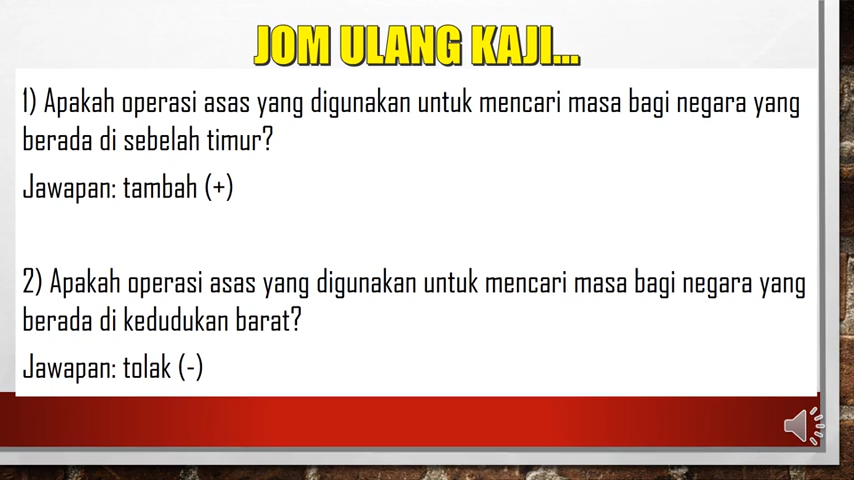 JOM ULANG KAJI...
1) Apakah operasi asas yang digunakan untuk mencari masa bagi negara yang
berada di sebelah timur?
Jawapan: tambah (+)
2) Apakah operasi asas yang digunakan untuk mencari masa bagi negara yang
berada di kedudukan barat?
Jawapan: tolak (-)